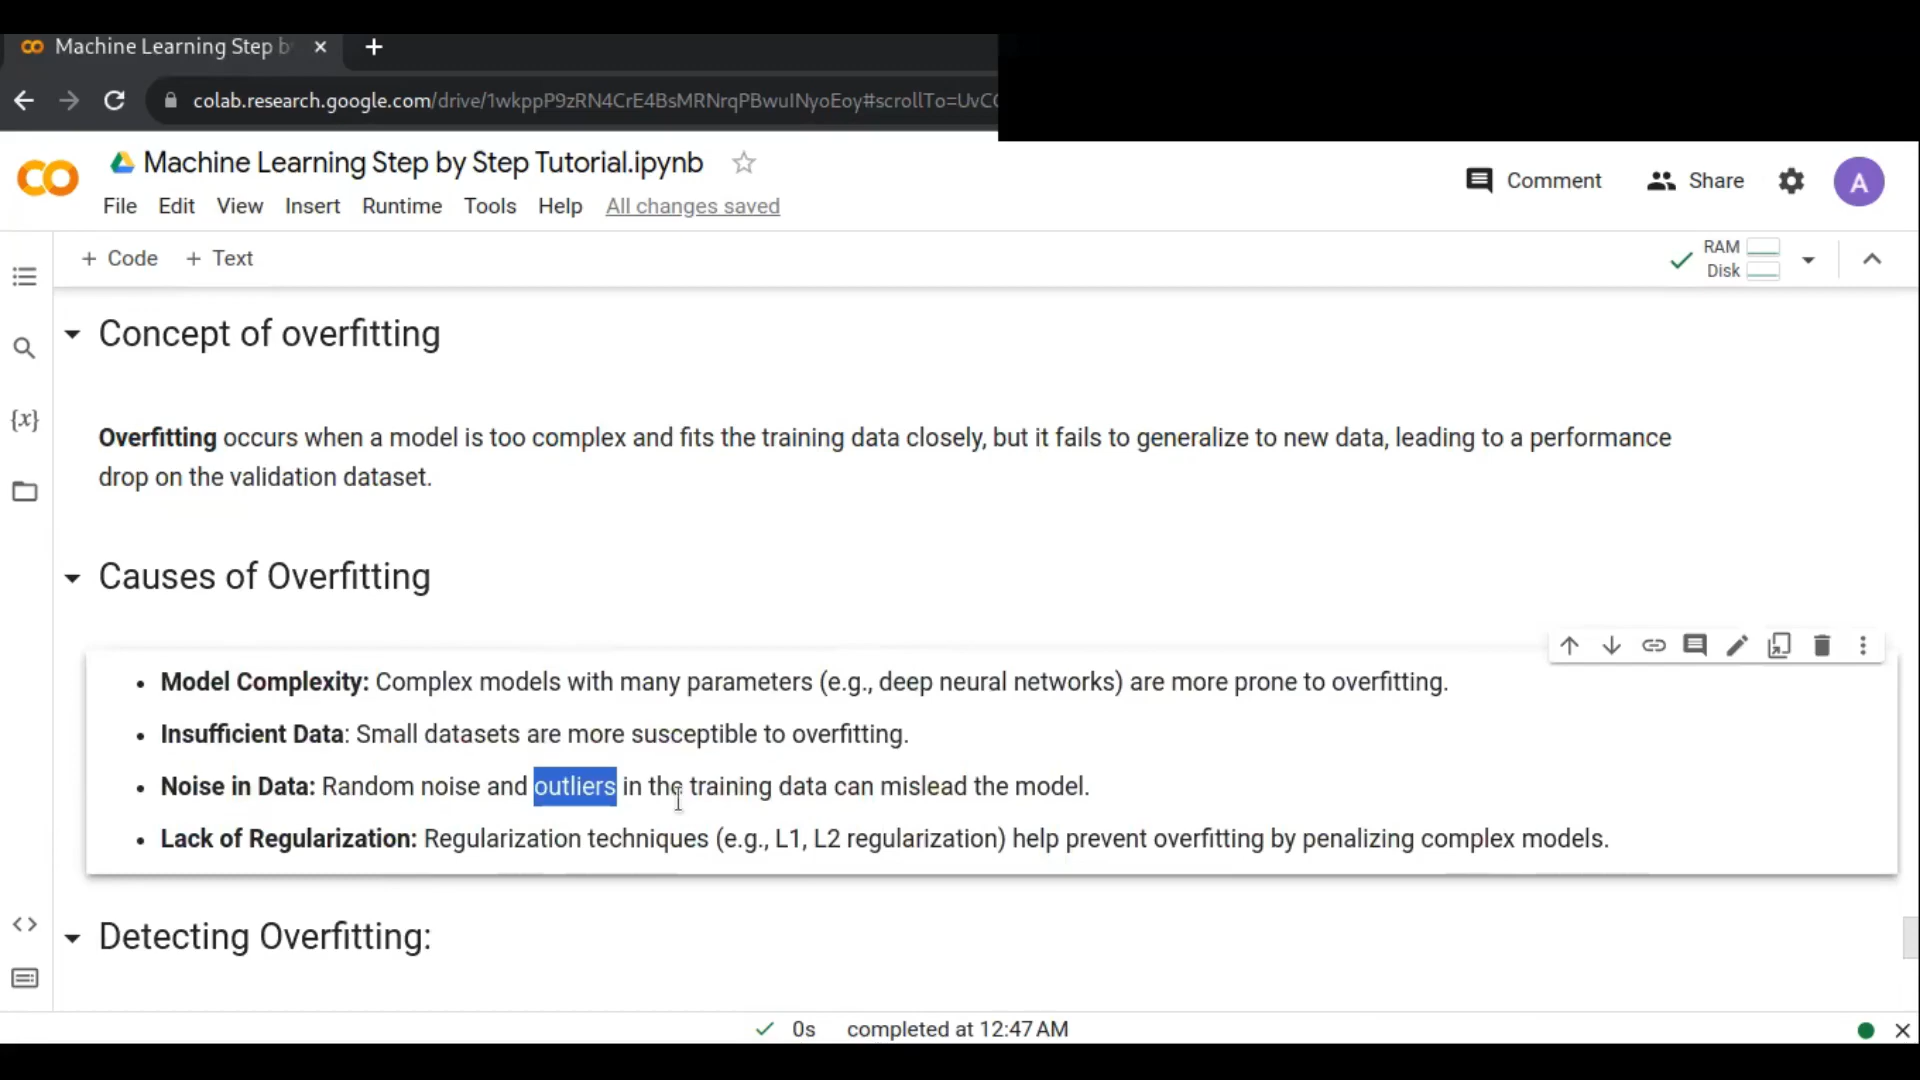 Machine Learning Step b
colab.research.google.com/drive/1wkppP9zRN4CrE4BsMRNrqPBwuINyoEoy#scrollTo=UvC
Machine Learning Step by Step Tutorial.ipynb
Comment
Share
A
File Edit View Insert Runtime Tools Help All changes saved
+ Code + Text
RAM
Disk
Concept of overfitting
{x}
Overfitting occurs when a model is too complex and fits the training data closely, but it fails to generalize to new data, leading to a performance
drop on the validation dataset.
Causes of Overfitting
• Model Complexity: Complex models with many parameters (e.g., deep neural networks) are more prone to overfitting.
• Insufficient Data: Small datasets are more susceptible to overfitting.
• Noise in Data: Random noise and outliers in the training data can mislead the model.
• Lack of Regularization: Regularization techniques (e.g., L1, L2 regularization) help prevent overfitting by penalizing complex models.
Detecting Overfitting:
0s completed at 12:47 AM